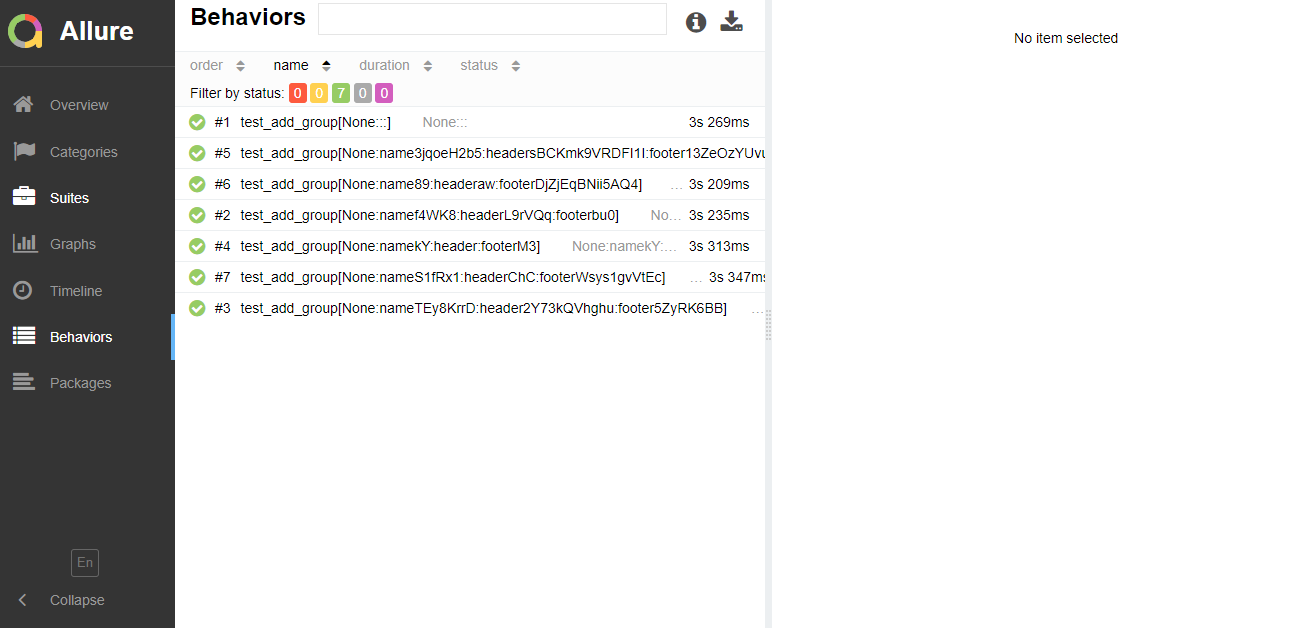 Allure
Overview
Categories
Suites
Graphs
Timeline
Behaviors
Packages
En
Collapse
Behaviors
order name duration status
Filter by status: 0 0 7 0 0
#1 test_add_group[None:::] None::: 3s 269ms
#5 test_add_group[None:name3jqoeH2b5:headersBCKmk9VRDFI1I:footer13ZeOzYUvu
#6 test_add_group[None:name89:headeraw:footerDjZjEqBNii5AQ4] ... 3s 209ms
#2 test_add_group[None:namef4WK8:headerL9rVQq:footerbu0] No... 3s 235ms
#4 test_add_group[None:namekY:header:footerM3] None:namekY:... 3s 313ms
#7 test_add_group[None:nameS1fRx1:headerChC:footerWsys1gvVtEc] ... 3s 347ms
#3 test_add_group[None:nameTEy8KrrD:header2Y73kQVhghu:footer5ZyRK6BB] ...
No item selected